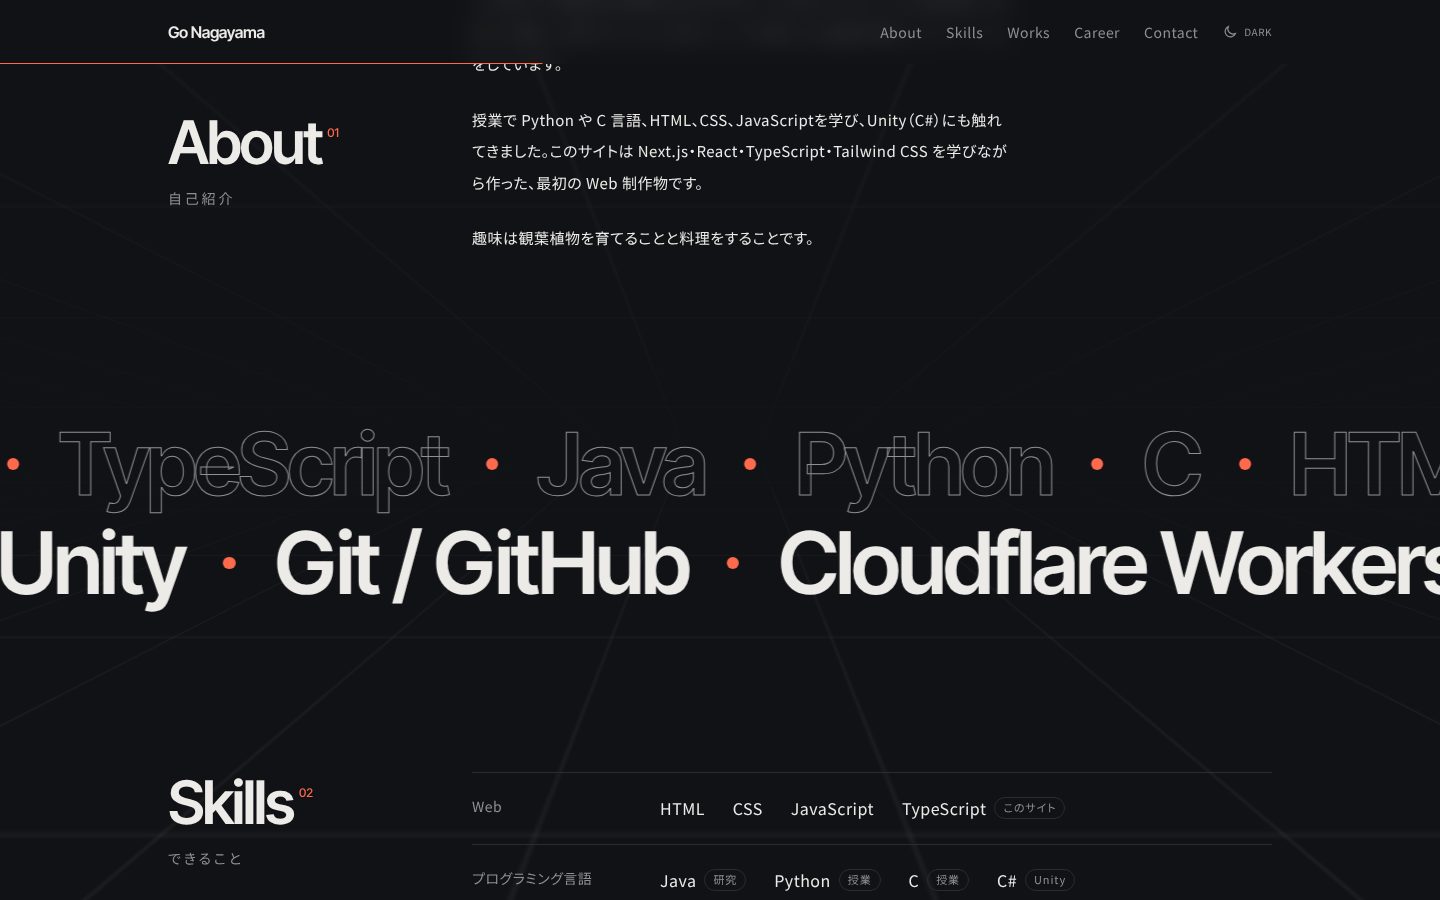 Go Nagayama
About Skills Works Career Contact DARK
をしています。
About 01
自己紹介
授業で Python や C 言語、HTML、CSS、JavaScriptを学び、Unity（C#）にも触れ
てきました。このサイトは Next.js・React・TypeScript・Tailwind CSS を学びなが
ら作った、最初の Web 制作物です。
趣味は観葉植物を育てることと料理をすることです。
TypeScript • Java • Python • C • HTM
Unity • Git / GitHub • Cloudflare Workers
Skills 02
できること
Web HTML CSS JavaScript TypeScript このサイト
プログラミング言語 Java 研究 Python 授業 C 授業 C# Unity